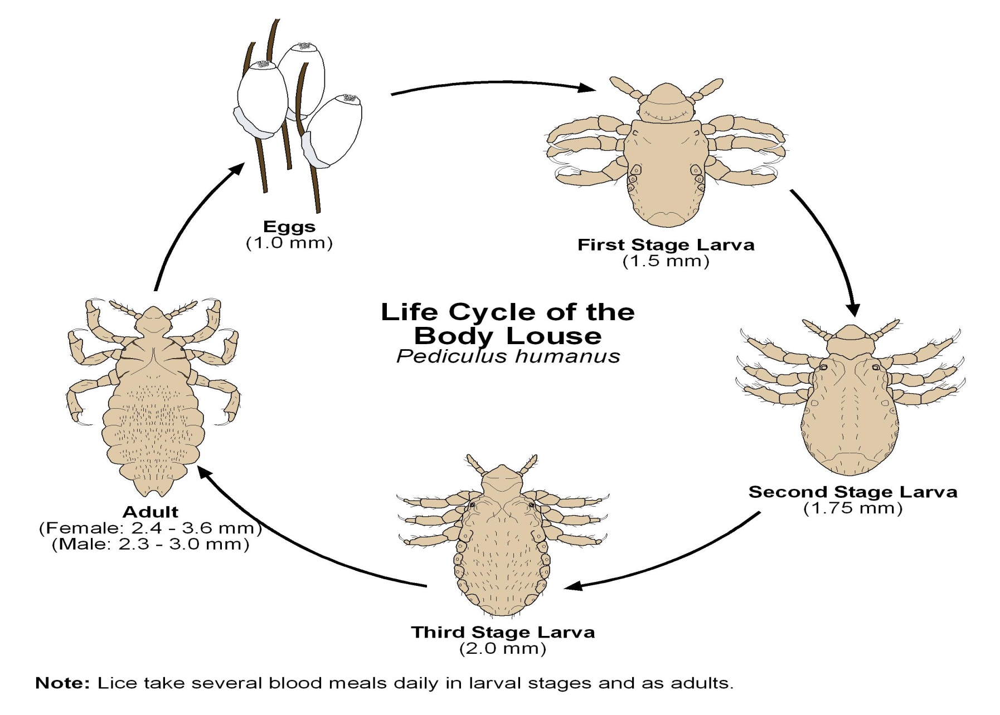 Eggs
(1.0 mm)
First Stage Larva
(1.5 mm)
Life Cycle of the
Body Louse
Pediculus humanus
Second Stage Larva
(1.75 mm)
Adult
(Female: 2.4 - 3.6 mm)
(Male: 2.3 - 3.0 mm)
Third Stage Larva
(2.0 mm)
Note: Lice take several blood meals daily in larval stages and as adults.